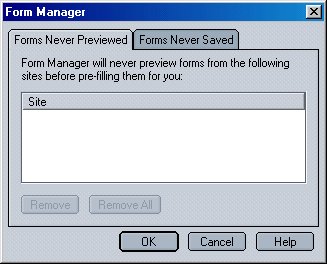 Form Manager
Forms Never Previewed
Forms Never Saved
Form Manager will never preview forms from the following
sites before pre-filling them for you:
Site
Remove
Remove All
OK
Cancel
Help